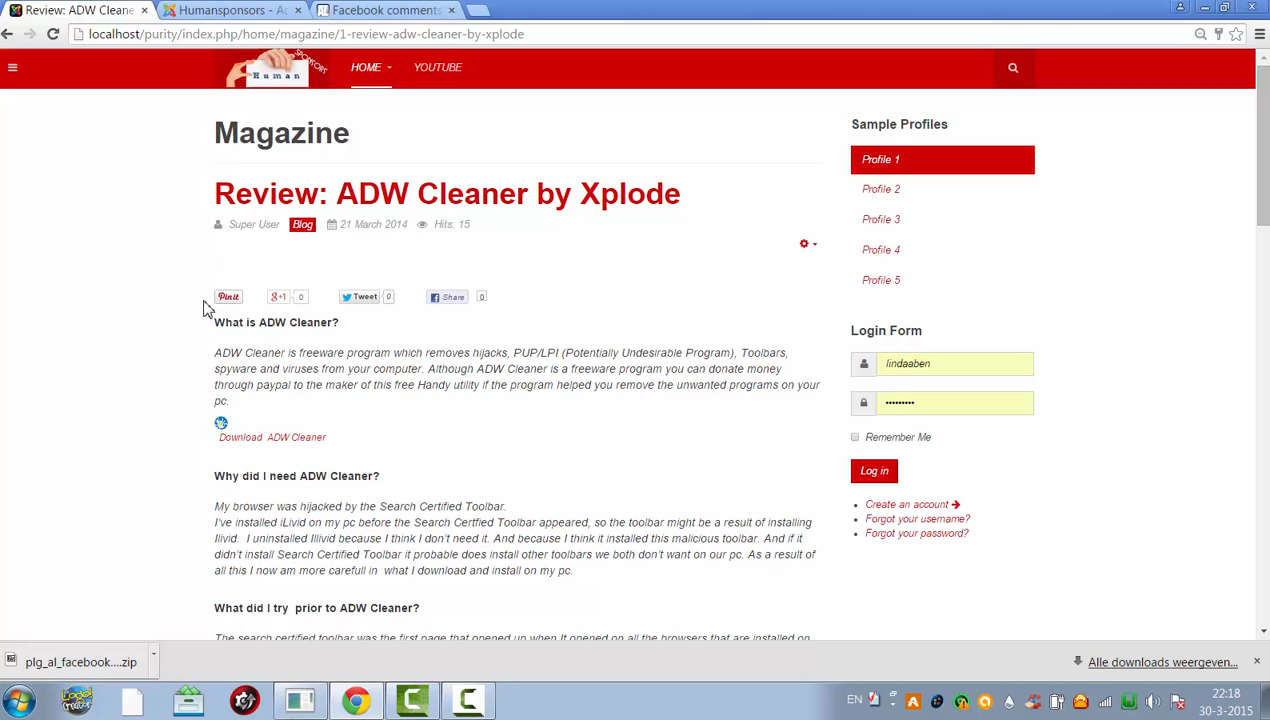 Review: ADW Cleane
Humansponsors - Ac
Facebook comments
localhost/purity/index.php/home/magazine/1-review-adw-cleaner-by-xplode
Human
SPONSORS
HOME
YOUTUBE
Magazine
Review: ADW Cleaner by Xplode
Super User Blog 21 March 2014 Hits: 15
Pinit g+1 0 Tweet 0 Share 0
What is ADW Cleaner?
ADW Cleaner is freeware program which removes hijacks, PUP/LPI (Potentially Undesirable Program), Toolbars,
spyware and viruses from your computer. Although ADW Cleaner is a freeware program you can donate money
through paypal to the maker of this free Handy utility if the program helped you remove the unwanted programs on your
pc.
Download ADW Cleaner
Why did I need ADW Cleaner?
My browser was hijacked by the Search Certified Toolbar.
I've installed iLivid on my pc before the Search Certfied Toolbar appeared, so the toolbar might be a result of installing
Ilivid. I uninstalled Illivid because I think I don't need it. And because I think it installed this malicious toolbar. And if it
didn't install Search Certified Toolbar it probable does install other toolbars we both don't want on our pc. As a result of
all this I now am more carefull in what I download and install on my pc.
What did I try prior to ADW Cleaner?
The search certified toolbar was the first page that opened up when It opened on all the browsers that are installed on
Sample Profiles
Profile 1
Profile 2
Profile 3
Profile 4
Profile 5
Login Form
lindaaben
•••••••••
Remember Me
Log in
Create an account
Forgot your username?
Forgot your password?
plg_al_facebook....zip
Alle downloads weergeven...
EN
22:18
30-3-2015